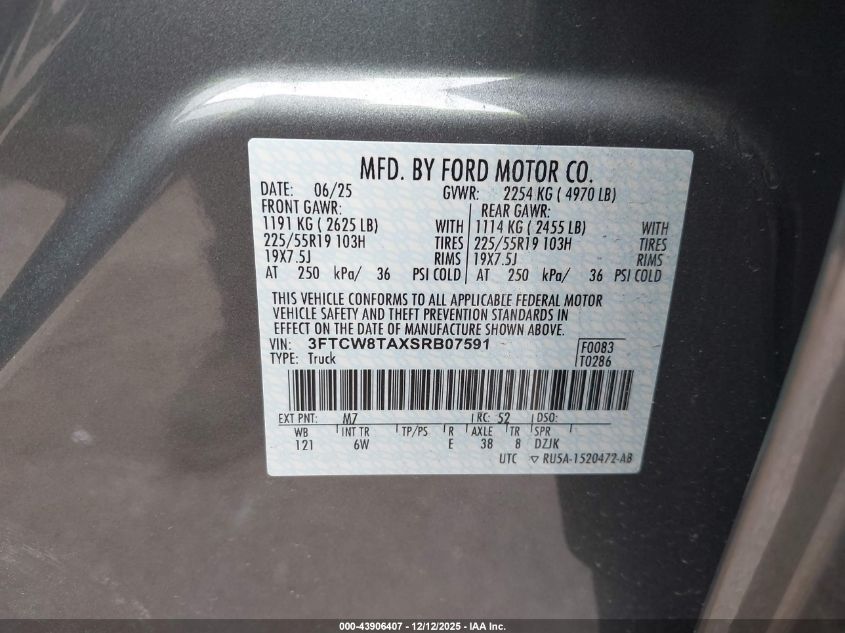 MFD. BY FORD MOTOR CO.
DATE: 06/25 GVWR: 2254 KG ( 4970 LB)
FRONT GAWR: REAR GAWR:
1191 KG ( 2625 LB) WITH 1114 KG ( 2455 LB) WITH
225/55R19 103H TIRES 225/55R19 103H TIRES
19X7.5J RIMS 19X7.5J RIMS
AT 250 kPa/ 36 PSI COLD AT 250 kPa/ 36 PSI COLD
THIS VEHICLE CONFORMS TO ALL APPLICABLE FEDERAL MOTOR
VEHICLE SAFETY AND THEFT PREVENTION STANDARDS IN
EFFECT ON THE DATE OF MANUFACTURE SHOWN ABOVE.
VIN: 3FTCW8TAXSRB07591 F0083
TYPE: Truck T0286
EXT PNT: M7 RC: 52 DSO:
WB INT TR TP/PS R AXLE TR SPR
121 6W E 38 8 DZJK
UTC ▽ RU5A-1520472-AB
000-43906407 - 12/12/2025 - IAA Inc.